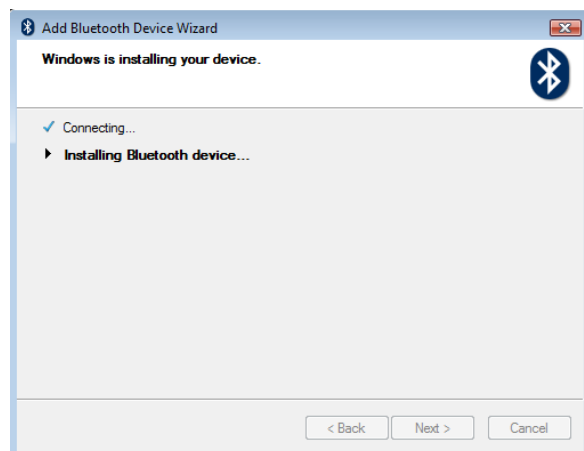 Add Bluetooth Device Wizard
Windows is installing your device.
Connecting...
Installing Bluetooth device...
< Back Next > Cancel